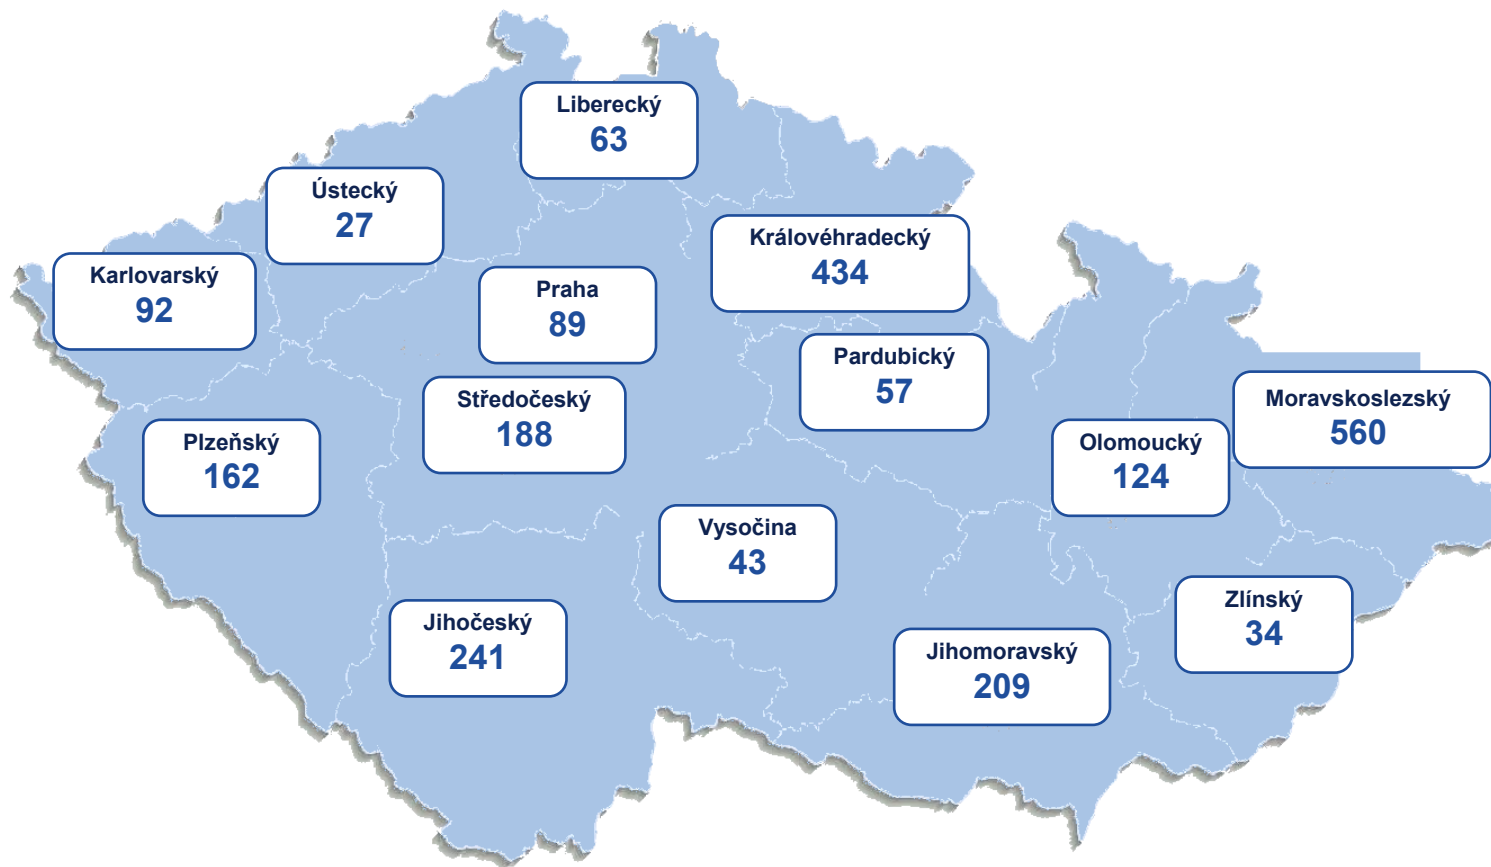 Liberecký
63
Ústecký
27
Královéhradecký
434
Karlovarský
92
Praha
89
Pardubický
57
Středočeský
188
Moravskoslezský
560
Plzeňský
162
Olomoucký
124
Vysočina
43
Zlínský
34
Jihočeský
241
Jihomoravský
209